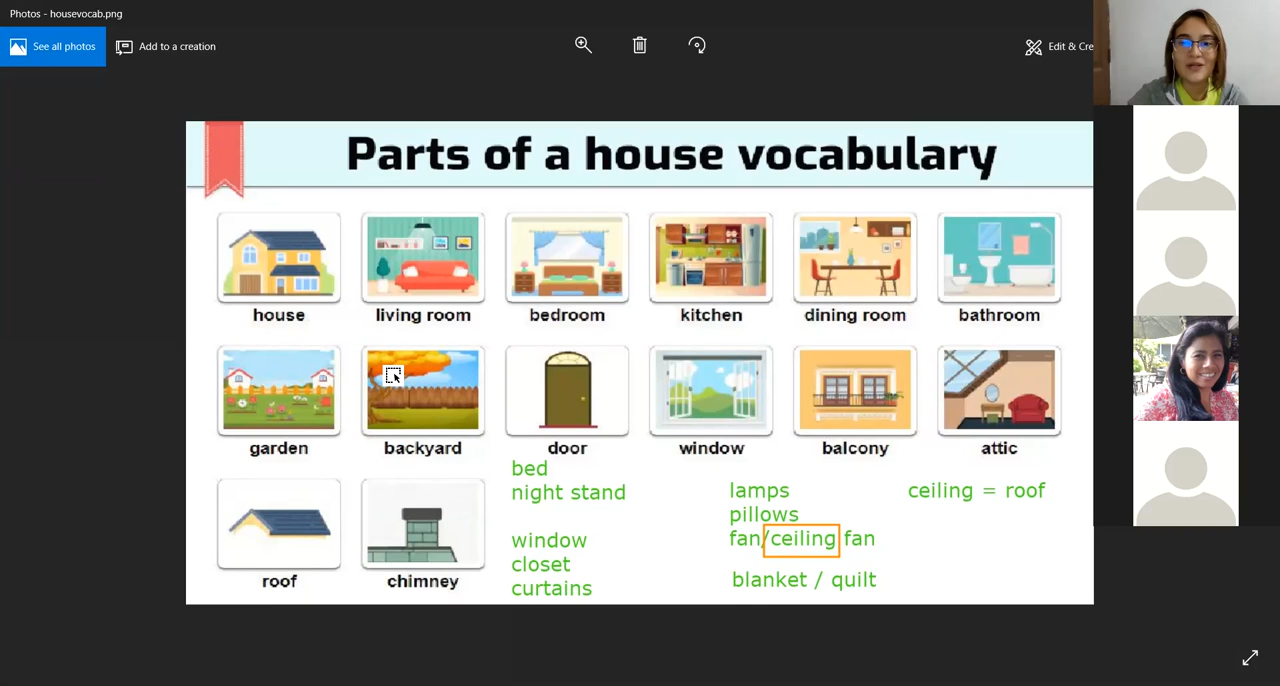 Photos - housevocab.png
See all photos
Add to a creation
Edit & Cre
Parts of a house vocabulary
house
living room
bedroom
kitchen
dining room
bathroom
garden
backyard
door
window
balcony
attic
roof
chimney
bed
night stand
window
closet
curtains
lamps
pillows
fan/ceiling fan
blanket / quilt
ceiling = roof